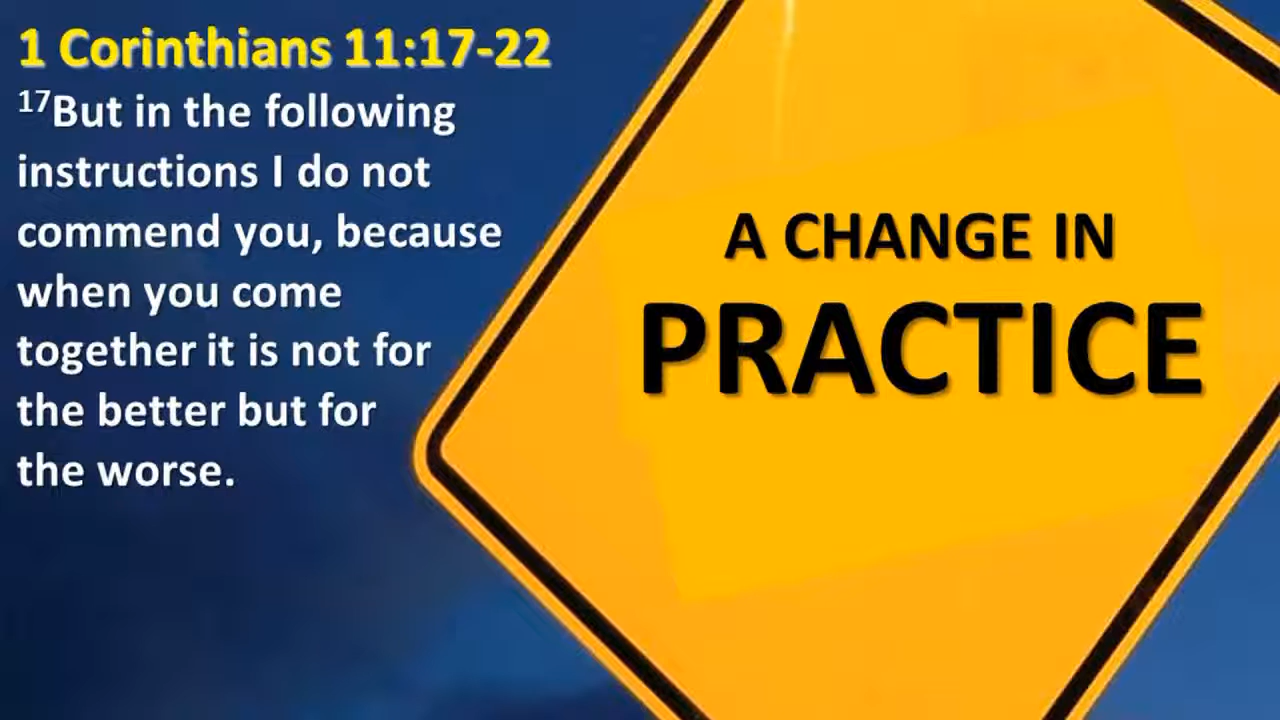 1 Corinthians 11:17-22
17But in the following
instructions I do not
commend you, because
when you come
together it is not for
the better but for
the worse.
A CHANGE IN
PRACTICE